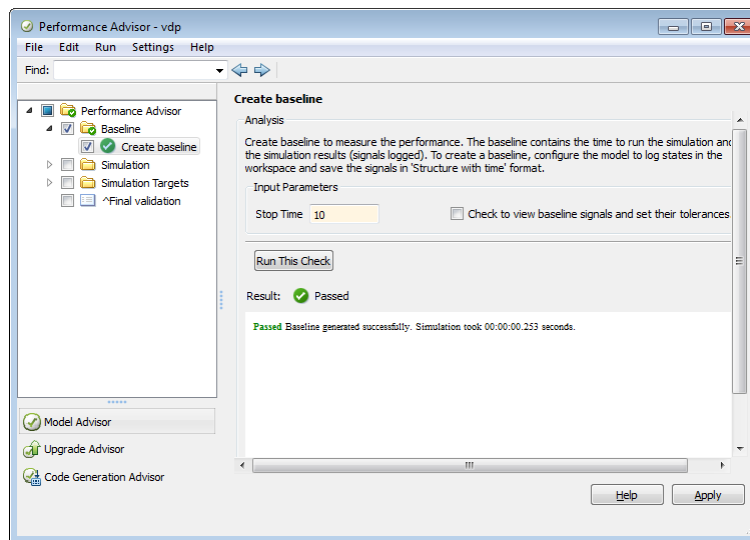 Performance Advisor - vdp
File Edit Run Settings Help
Find:
Performance Advisor
Baseline
Create baseline
Simulation
Simulation Targets
^Final validation
Model Advisor
Upgrade Advisor
Code Generation Advisor
Create baseline
Analysis
Create baseline to measure the performance. The baseline contains the time to run the simulation and
the simulation results (signals logged). To create a baseline, configure the model to log states in the
workspace and save the signals in 'Structure with time' format.
Input Parameters
Stop Time 10 Check to view baseline signals and set their tolerances
Run This Check
Result: Passed
Passed Baseline generated successfully. Simulation took 00:00:00.253 seconds.
Help Apply